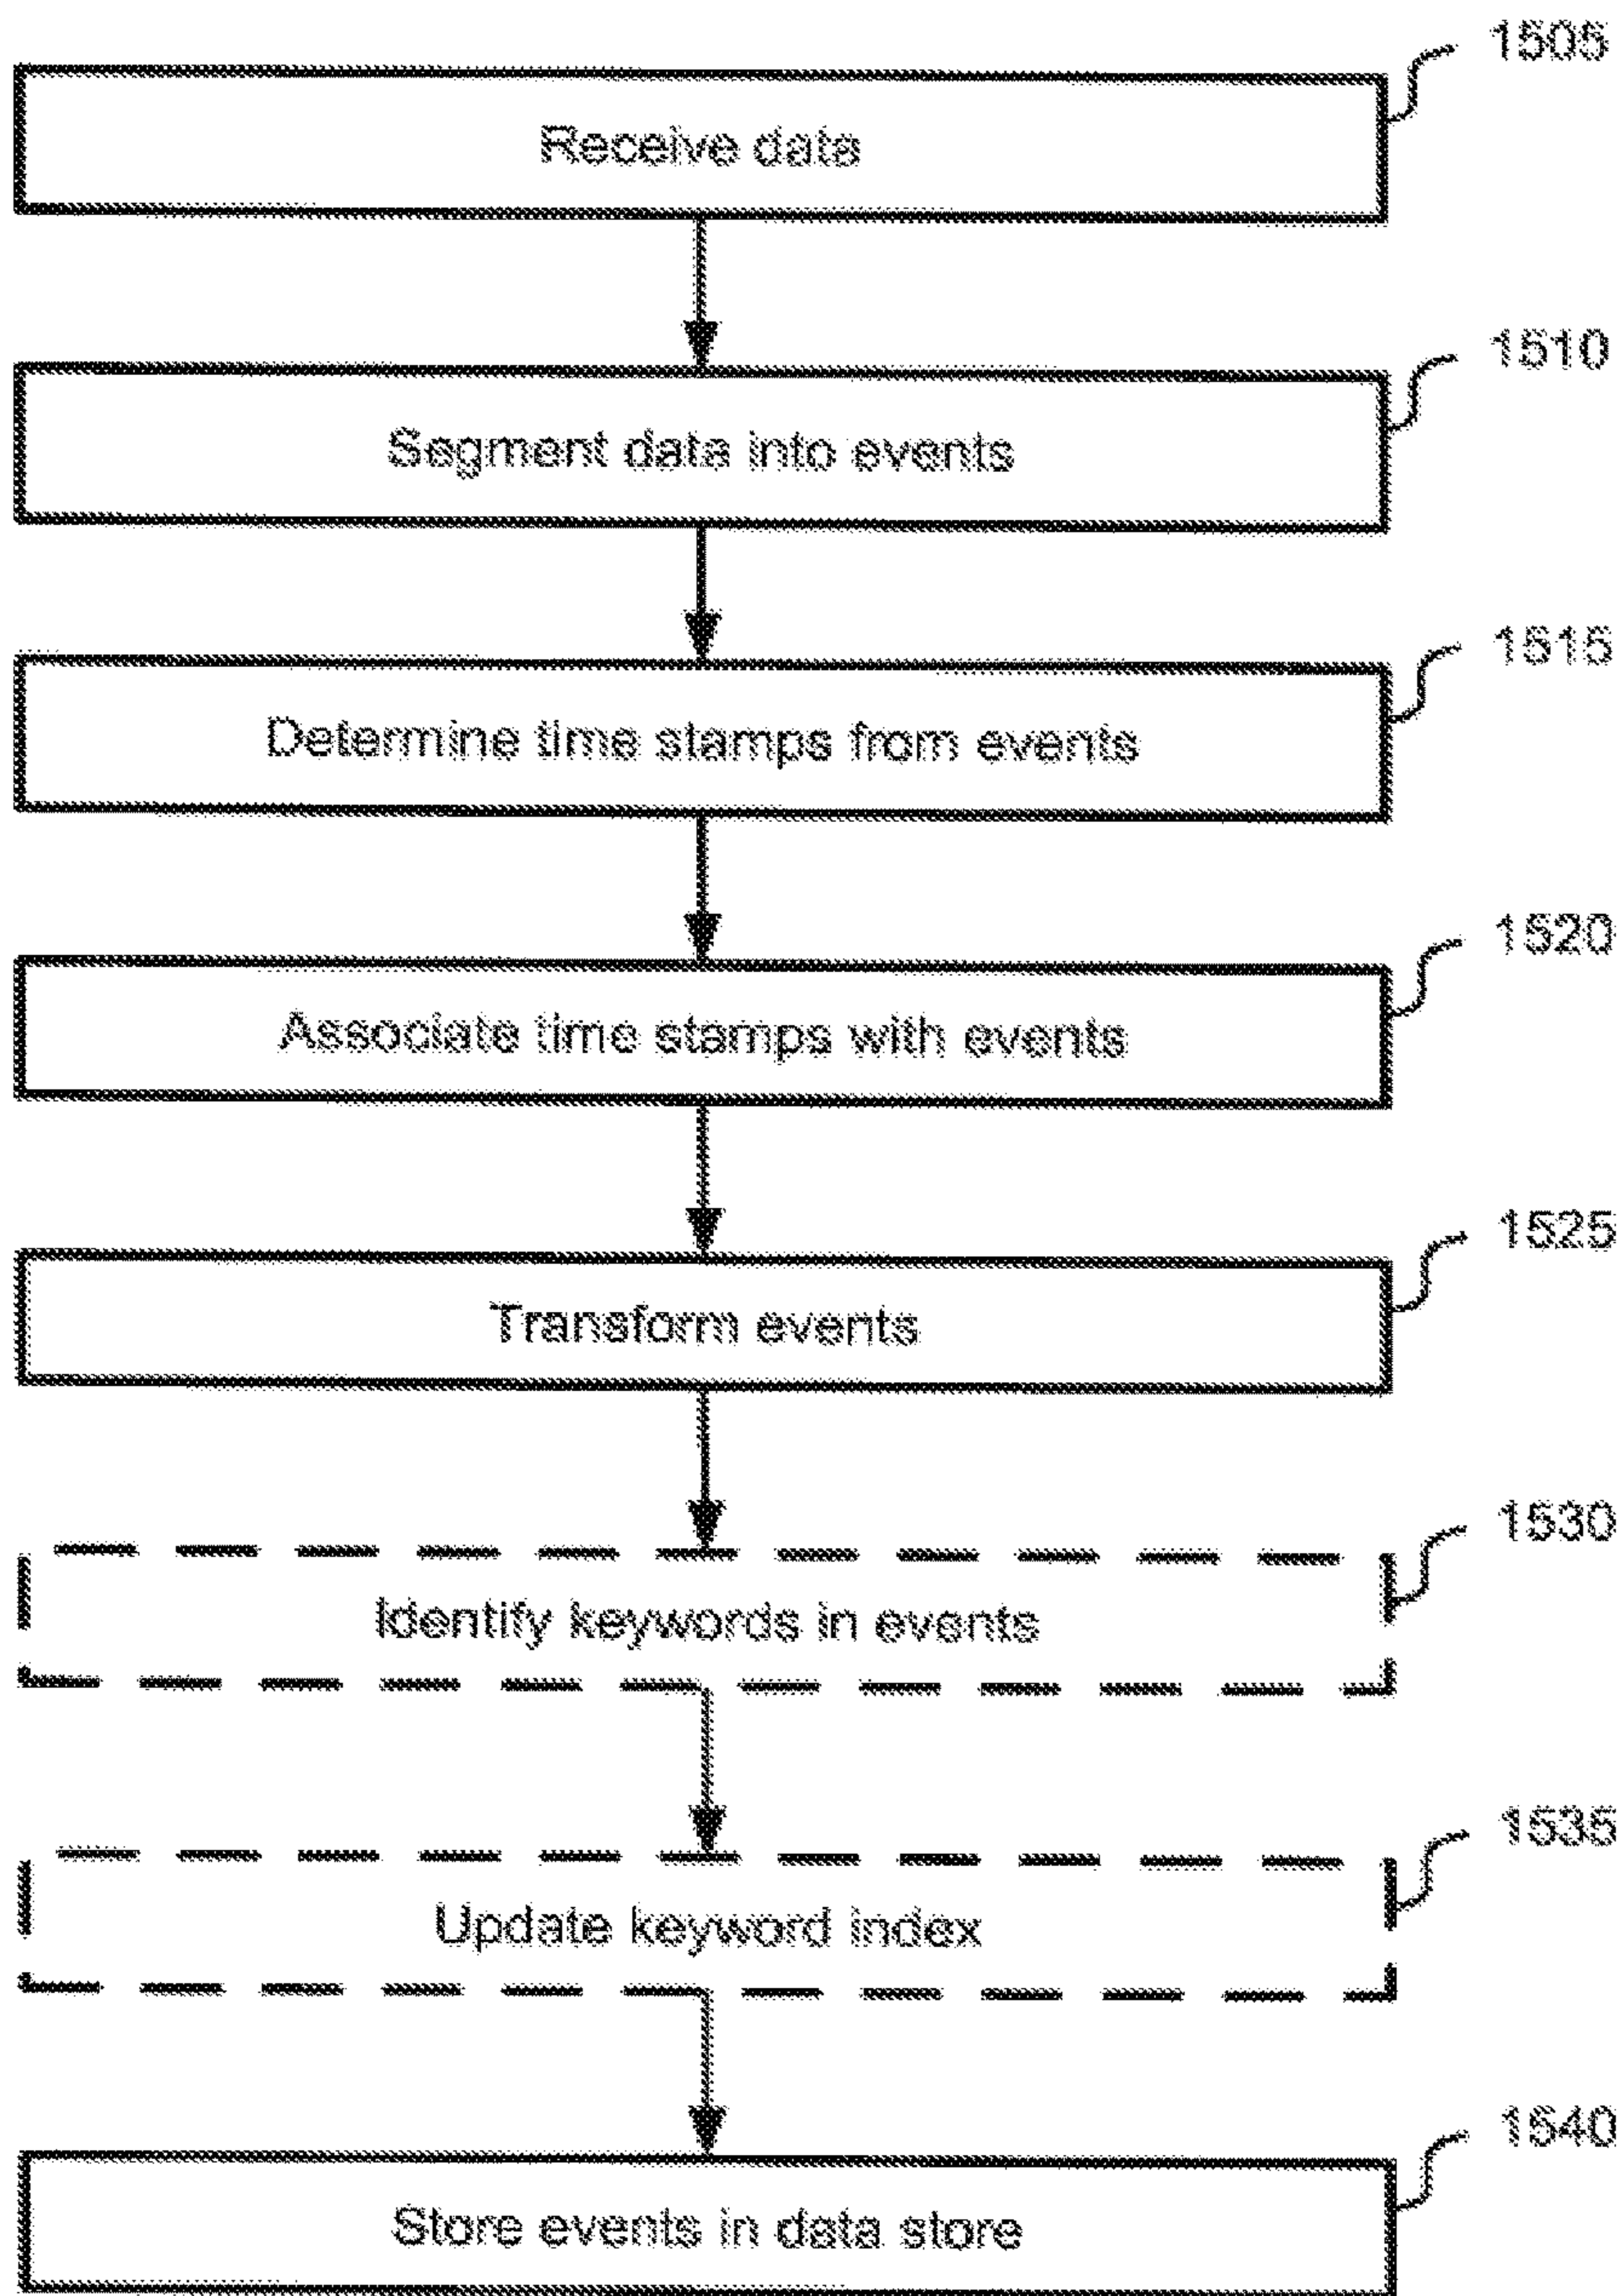 1505
Receive data
1510
Segment data into events
1515
Determine time stamps from events
1520
Associate time stamps with events
1525
Transform events
1530
Identify keywords in events
1535
Update keyword index
1540
Store events in data store